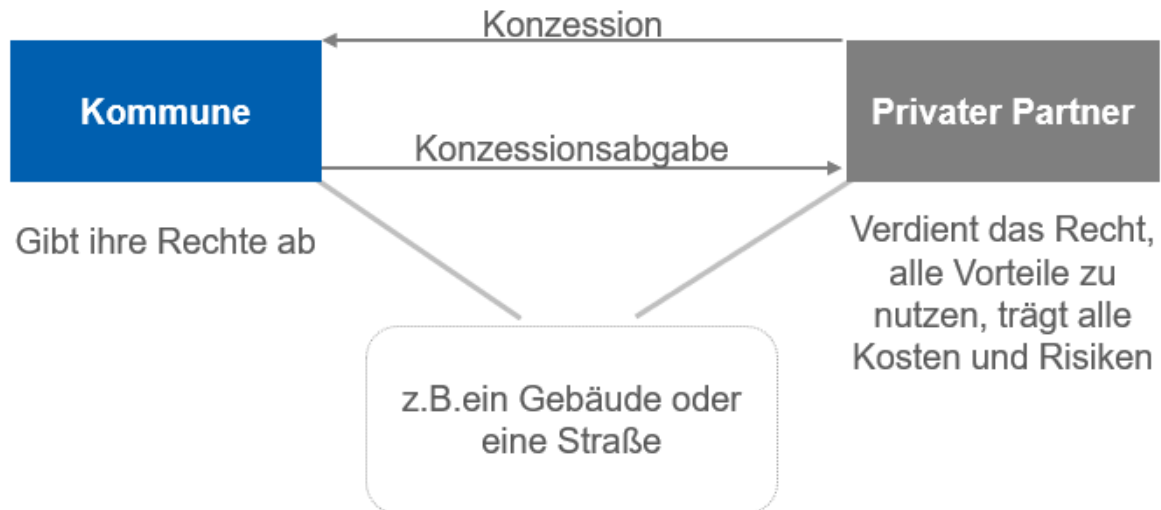 Konzession
Kommune
Privater Partner
Konzessionsabgabe
Gibt ihre Rechte ab
Verdient das Recht,
alle Vorteile zu
nutzen, trägt alle
Kosten und Risiken
z.B.ein Gebäude oder
eine Straße